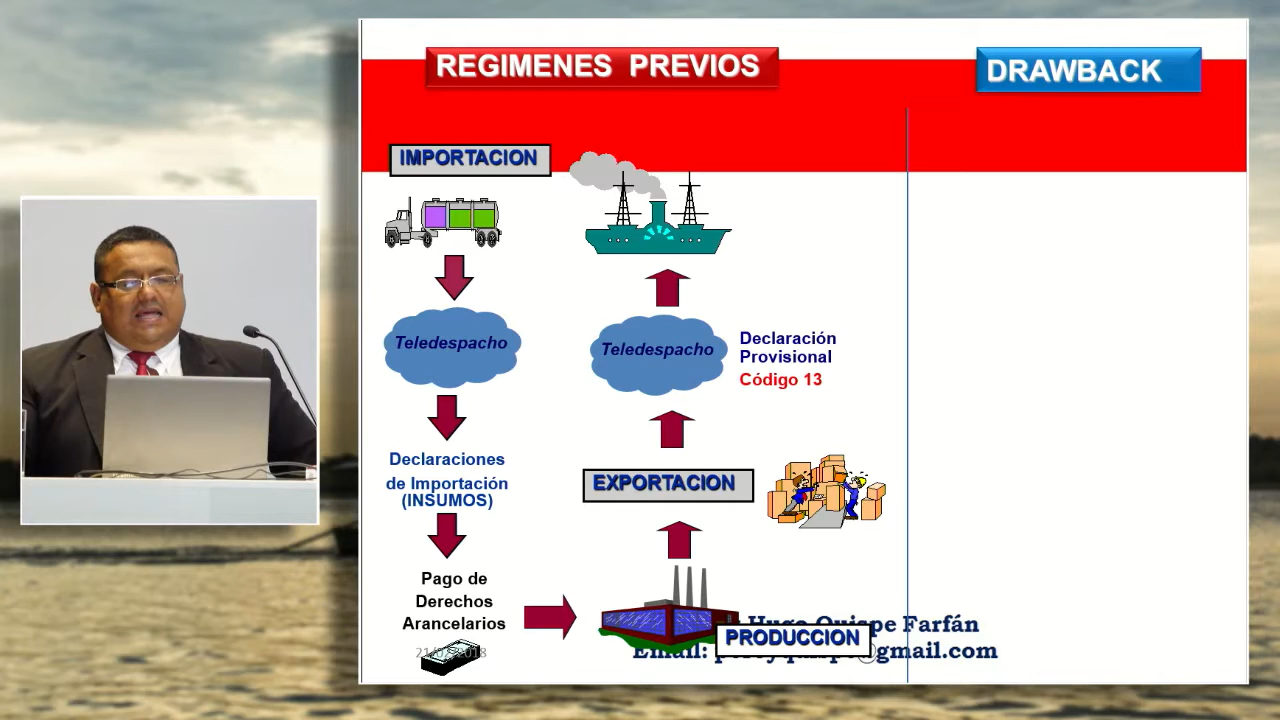 REGIMENES PREVIOS
DRAWBACK
IMPORTACION
Teledespacho
Declaraciones
de Importación
(INSUMOS)
Pago de
Derechos
Arancelarios
Teledespacho
Declaración
Provisional
Código 13
EXPORTACION
PRODUCCION
Farfán
Email:
@gmail.com